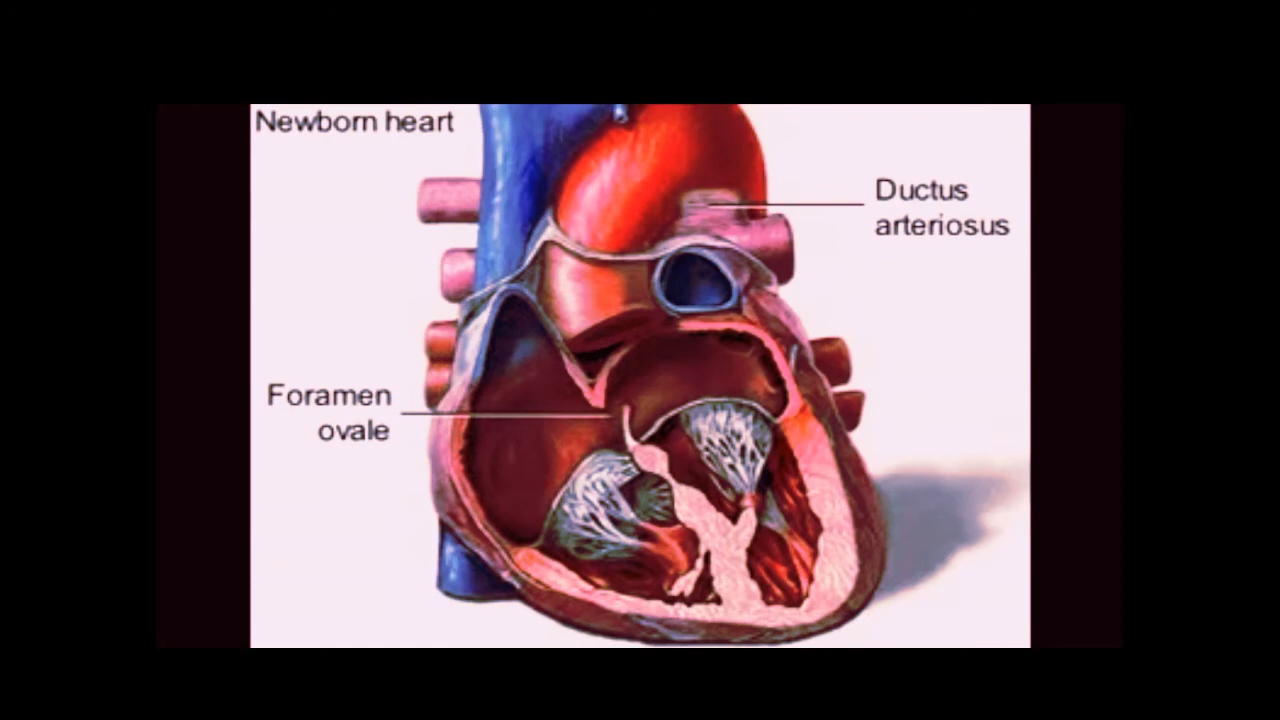 Newborn heart
Ductus
arteriosus
Foramen
ovale